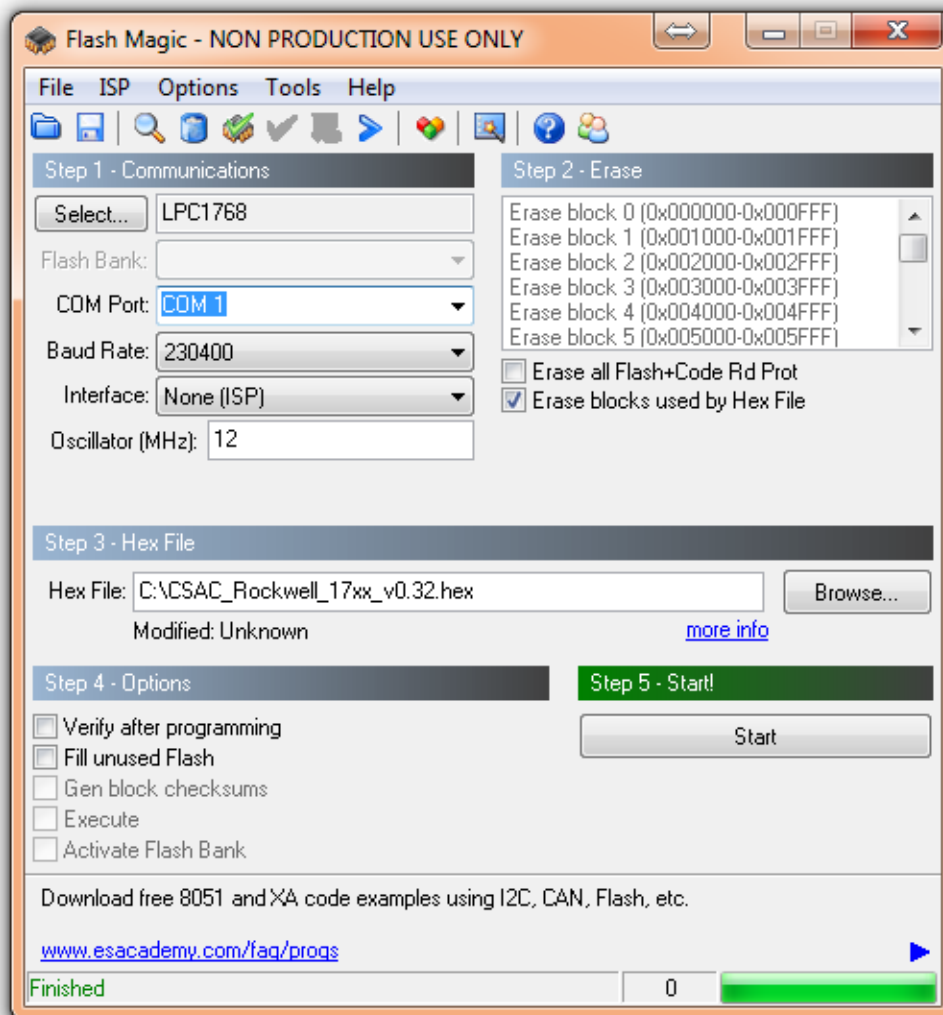 Flash Magic - NON PRODUCTION USE ONLY
File ISP Options Tools Help
Step 1 - Communications
Select... LPC1768
Flash Bank:
COM Port: COM 1
Baud Rate: 230400
Interface: None (ISP)
Oscillator (MHz): 12
Step 2 - Erase
Erase block 0 (0x000000-0x000FFF)
Erase block 1 (0x001000-0x001FFF)
Erase block 2 (0x002000-0x002FFF)
Erase block 3 (0x003000-0x003FFF)
Erase block 4 (0x004000-0x004FFF)
Erase block 5 (0x005000-0x005FFF)
Erase all Flash+Code Rd Prot
Erase blocks used by Hex File
Step 3 - Hex File
Hex File: C:\CSAC_Rockwell_17xx_v0.32.hex Browse...
Modified: Unknown more info
Step 4 - Options
Verify after programming
Fill unused Flash
Gen block checksums
Execute
Activate Flash Bank
Step 5 - Start!
Start
Download free 8051 and XA code examples using I2C, CAN, Flash, etc.
www.esacademy.com/faq/progs
Finished 0